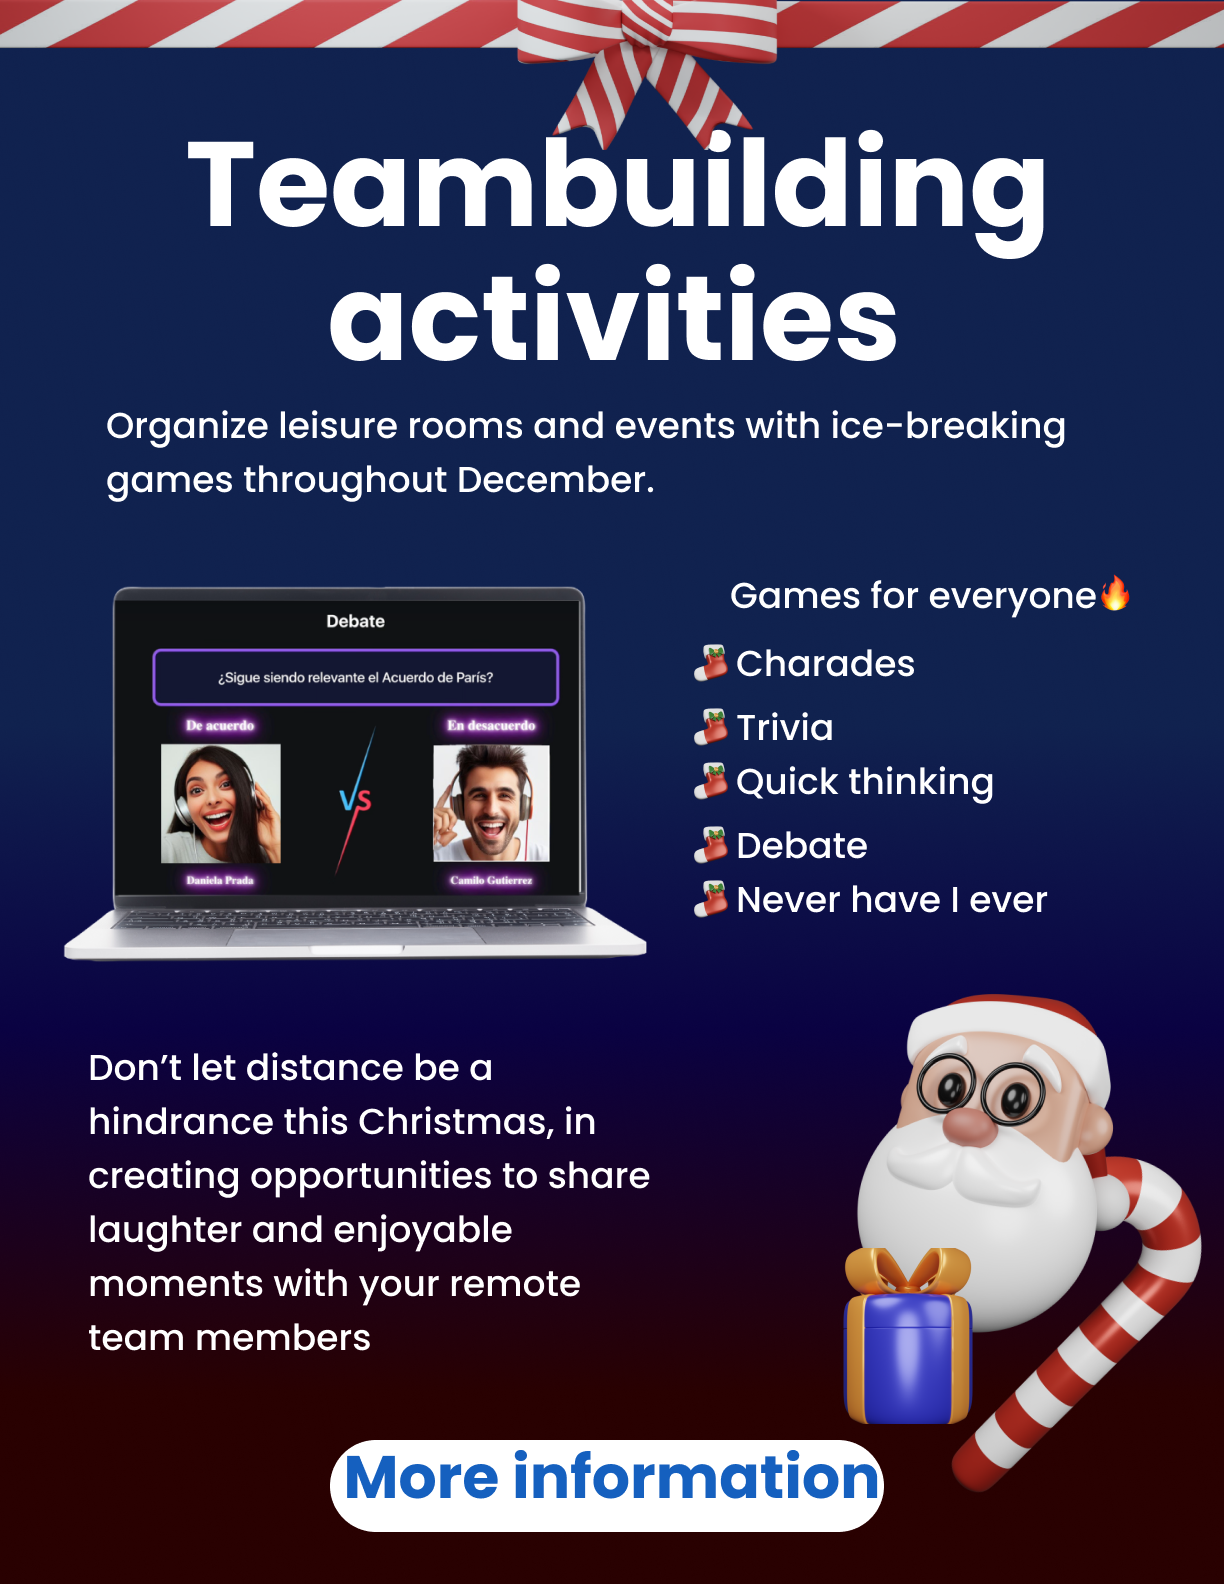 Teambuilding
activities
Organize leisure rooms and events with ice-breaking
games throughout December.
Debate
¿Sigue siendo relevante el Acuerdo de París?
De acuerdo
En desacuerdo
VS
Daniela Prada
Camilo Gutierrez
Games for everyone🔥
Charades
Trivia
Quick thinking
Debate
Never have I ever
Don’t let distance be a
hindrance this Christmas, in
creating opportunities to share
laughter and enjoyable
moments with your remote
team members
More information